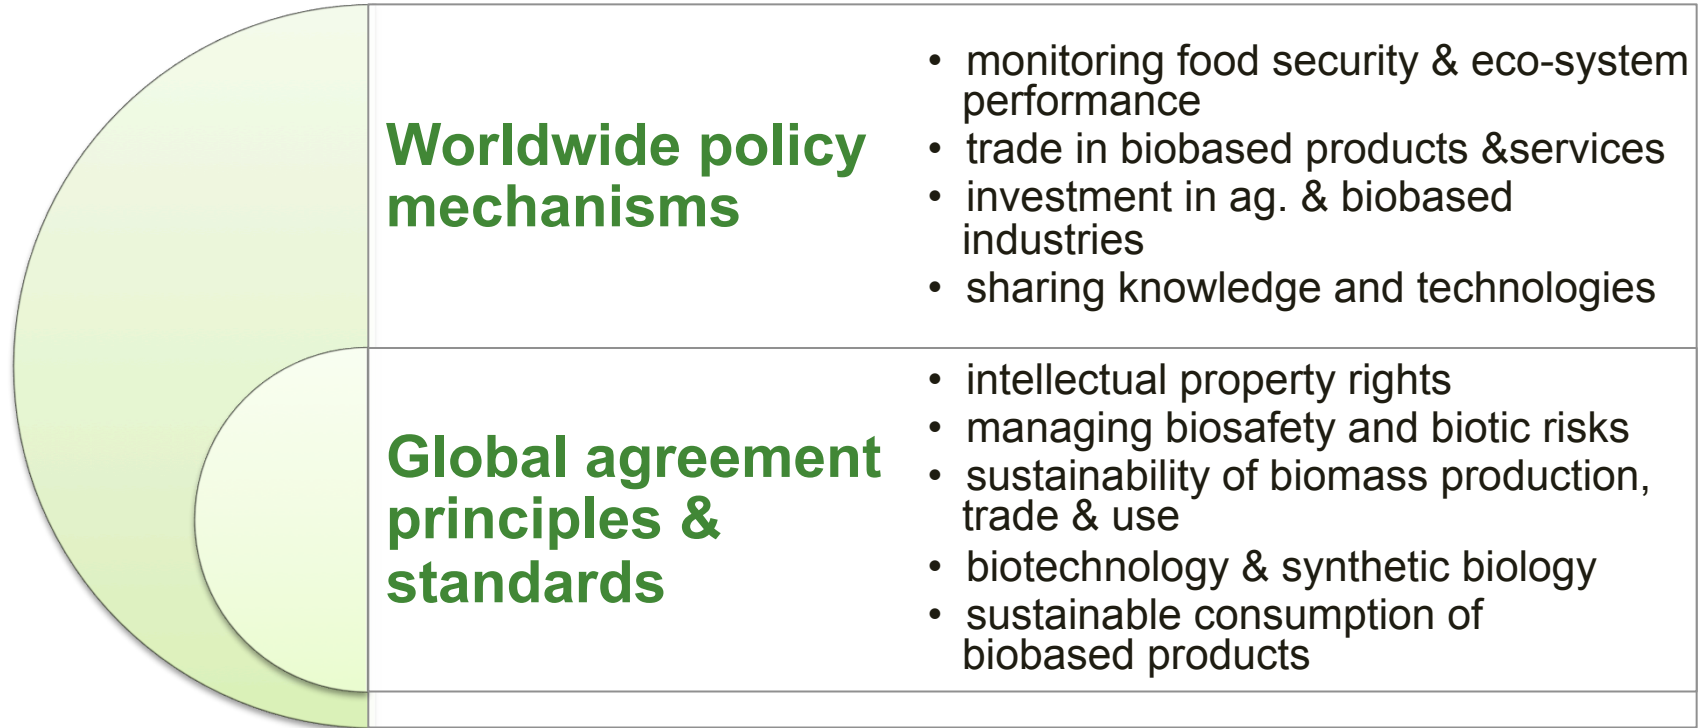 Worldwide policy
mechanisms
• monitoring food security & eco-system
performance
• trade in biobased products &services
• investment in ag. & biobased
industries
• sharing knowledge and technologies
Global agreement
principles &
standards
• intellectual property rights
• managing biosafety and biotic risks
• sustainability of biomass production,
trade & use
• biotechnology & synthetic biology
• sustainable consumption of
biobased products